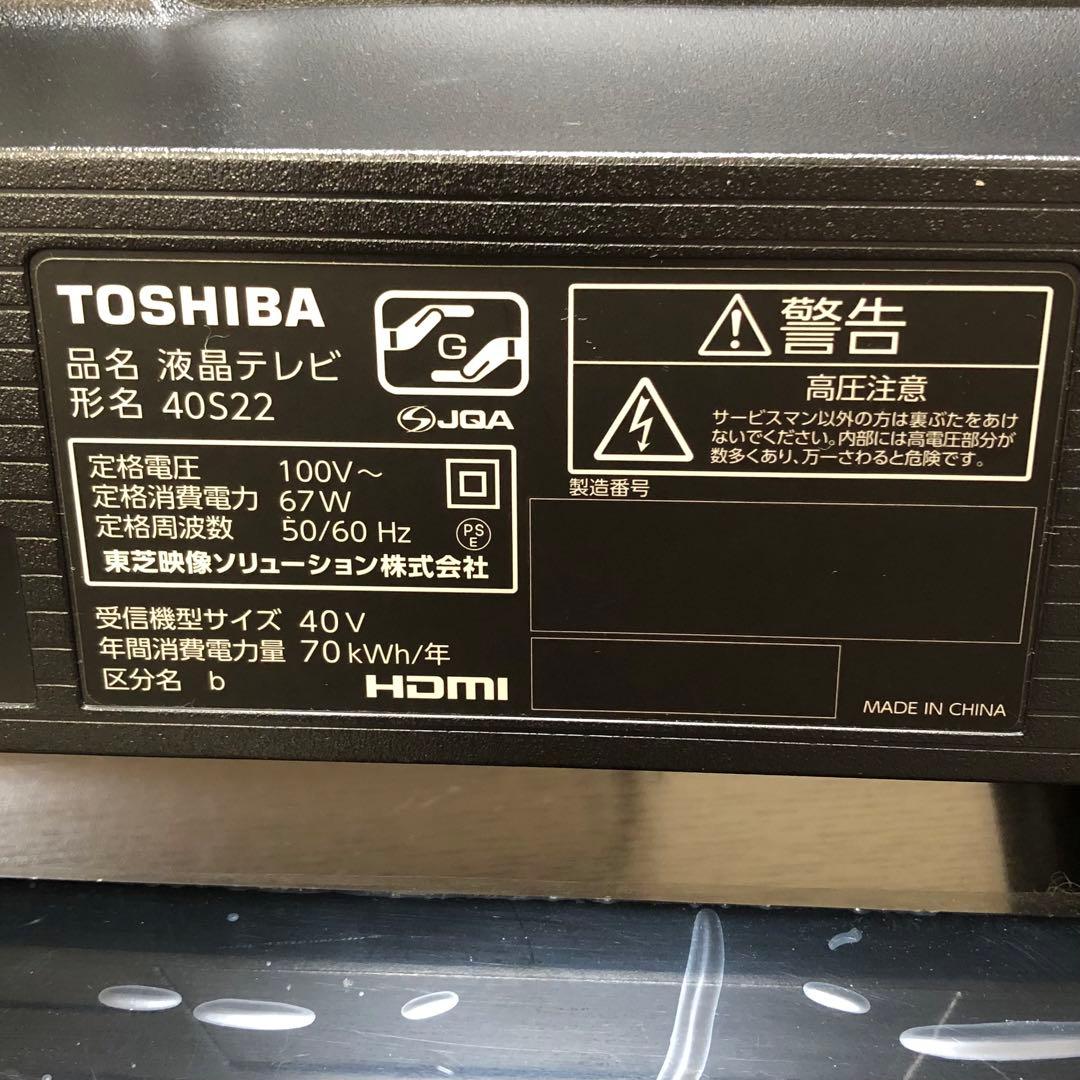 TOSHIBA
品名 液晶テレビ
形名 40S22
G
JQA
定格電圧 100V～
定格消費電力 67W
定格周波数 50/60 Hz
PS
E
東芝映像ソリューション株式会社
受信機型サイズ 40V
年間消費電力量 70kWh/年
区分名 b
HDMI
警告
高圧注意
サービスマン以外の方は裏ぶたをあけ
ないでください。内部には高電圧部分が
数多くあり、万一さわると危険です。
製造番号
MADE IN CHINA